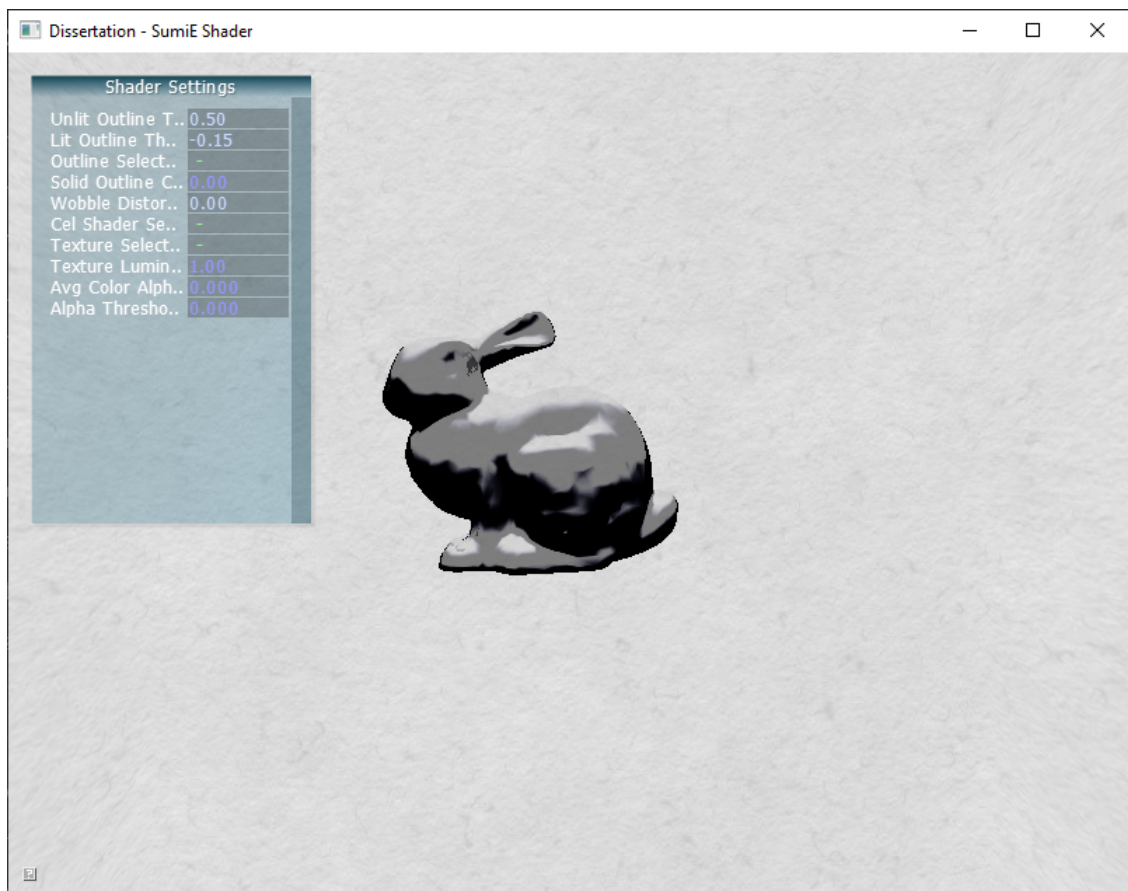 Dissertation - SumiE Shader
Shader Settings
Unlit Outline T.. 0.50
Lit Outline Th.. -0.15
Outline Select.. -
Solid Outline C.. 0.00
Wobble Distor.. 0.00
Cel Shader Se.. -
Texture Select.. -
Texture Lumin.. 1.00
Avg Color Alph.. 0.000
Alpha Thresho.. 0.000
?